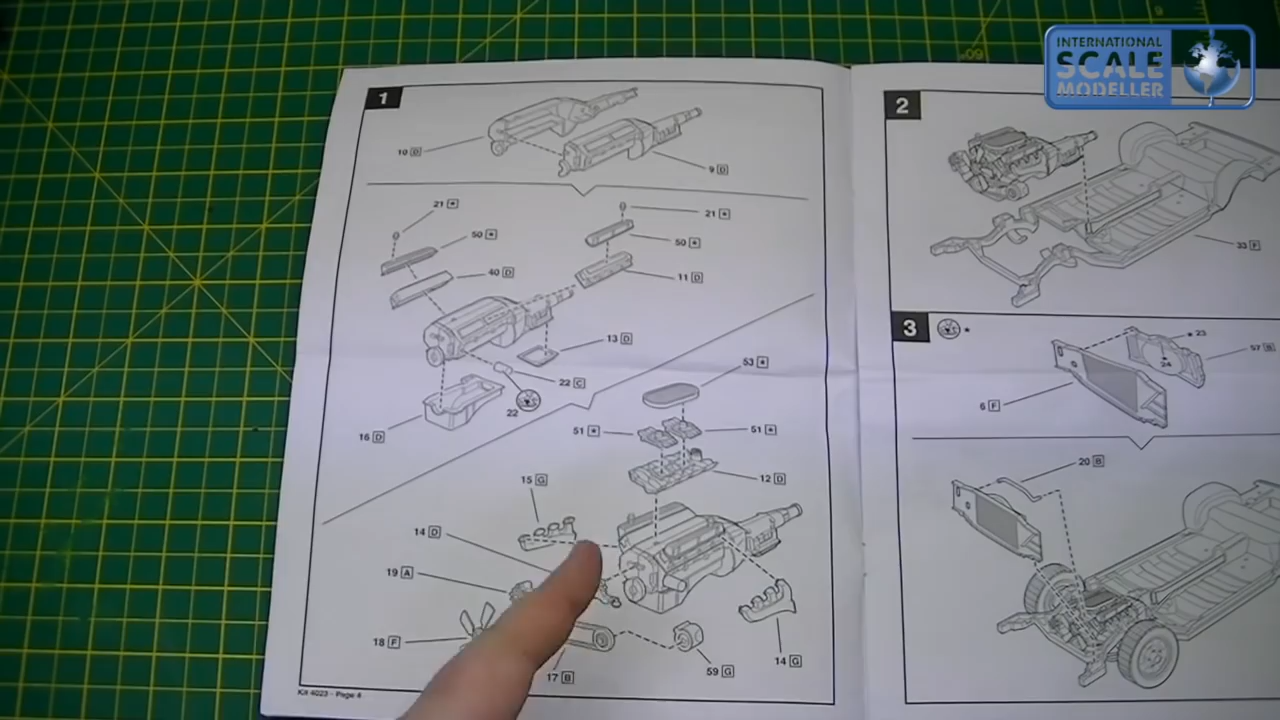 INTERNATIONAL
SCALE
MODELLER
1
10 D
9 D
21 *
50 *
40 D
21 *
50 *
11 D
13 D
22 C
22
16 D
53 *
51 *
51 *
12 D
15 G
14 D
19 A
18 F
17 B
59 G
14 G
Kit 4023 - Page 4
2
33 F
3
*
* 23
24
57 B
6 F
20 B